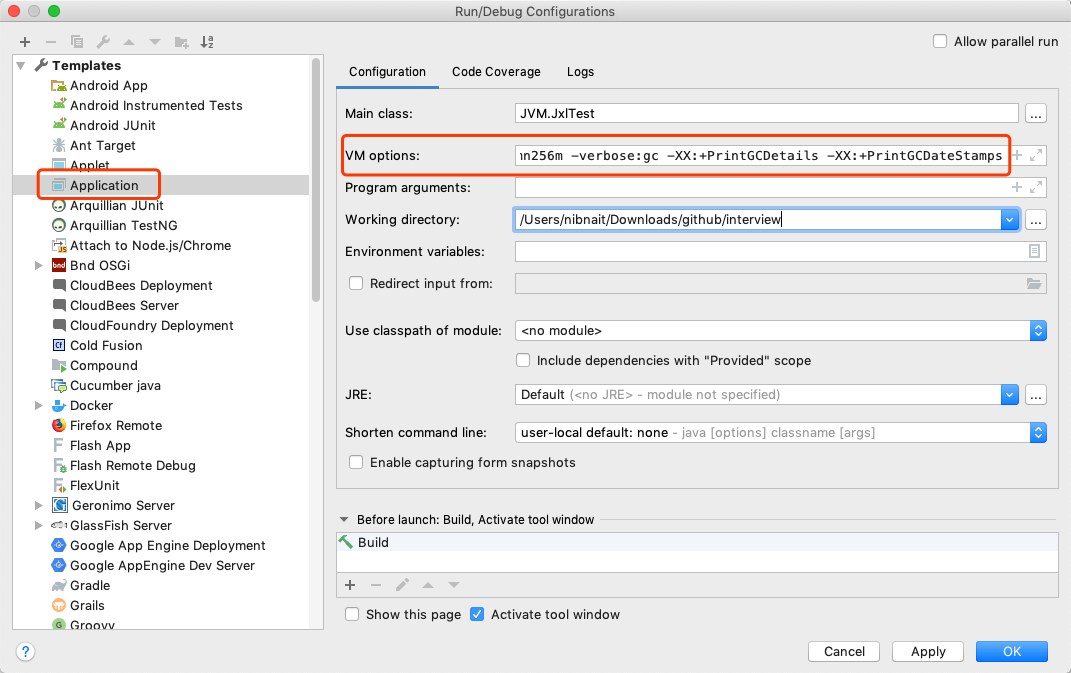 Run/Debug Configurations
Allow parallel run
Templates
Android App
Android Instrumented Tests
Android JUnit
Ant Target
Applet
Application
Arquillian JUnit
Arquillian TestNG
Attach to Node.js/Chrome
Bnd OSGi
CloudBees Deployment
CloudBees Server
CloudFoundry Deployment
Cold Fusion
Compound
Cucumber java
Docker
Firefox Remote
Flash App
Flash Remote Debug
FlexUnit
Geronimo Server
GlassFish Server
Google App Engine Deployment
Google AppEngine Dev Server
Gradle
Grails
Groovy
Configuration Code Coverage Logs
Main class: JVM.JxlTest ...
VM options: n256m -verbose:gc -XX:+PrintGCDetails -XX:+PrintGCDateStamps
Program arguments:
Working directory: /Users/nibnait/Downloads/github/interview ...
Environment variables:
Redirect input from:
Use classpath of module: <no module>
Include dependencies with "Provided" scope
JRE: Default (<no JRE> - module not specified) ...
Shorten command line: user-local default: none - java [options] classname [args]
Enable capturing form snapshots
Before launch: Build, Activate tool window
Build
Show this page Activate tool window
? Cancel Apply OK